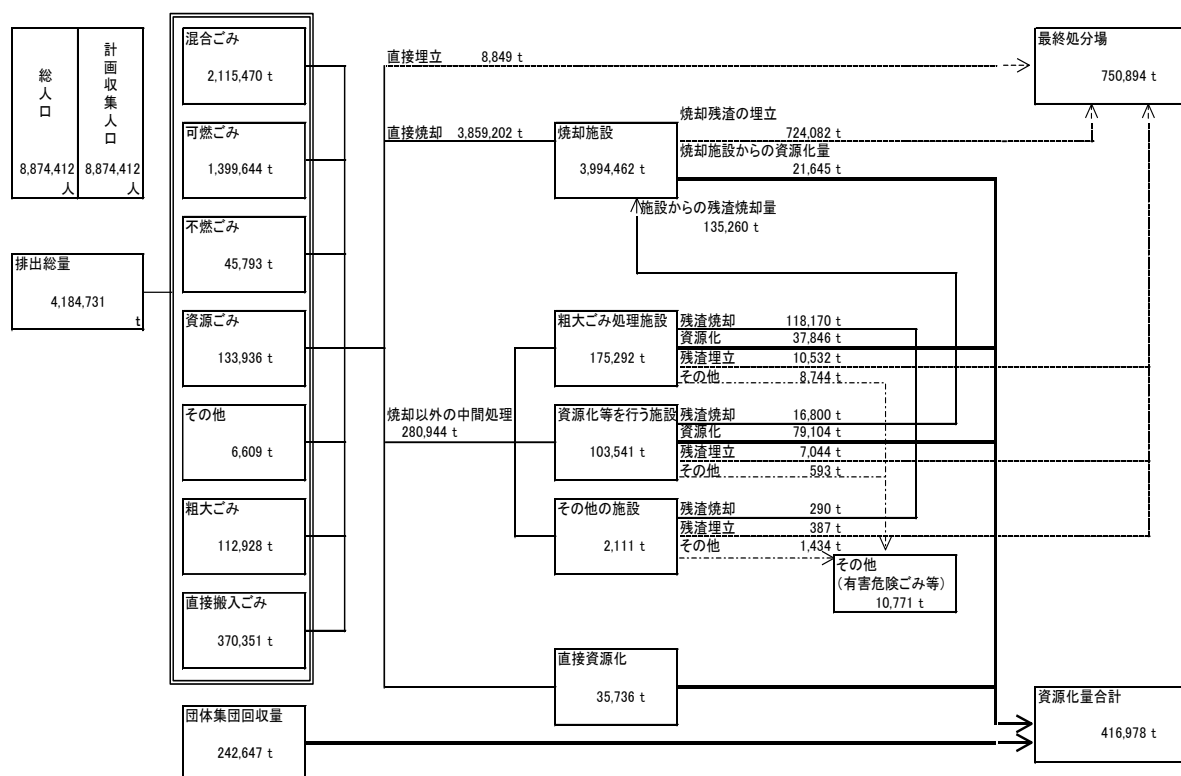 総人口
8,874,412
人
計画収集人口
8,874,412
人
排出総量
4,184,731
t
混合ごみ
2,115,470 t
可燃ごみ
1,399,644 t
不燃ごみ
45,793 t
資源ごみ
133,936 t
その他
6,609 t
粗大ごみ
112,928 t
直接搬入ごみ
370,351 t
団体集団回収量
242,647 t
直接埋立 8,849 t
直接焼却 3,859,202 t
焼却以外の中間処理
280,944 t
焼却施設
3,994,462 t
焼却残渣の埋立
724,082 t
焼却施設からの資源化量
21,645 t
施設からの残渣焼却量
135,260 t
粗大ごみ処理施設
175,292 t
残渣焼却 118,170 t
資源化 37,846 t
残渣埋立 10,532 t
その他 8,744 t
資源化等を行う施設
103,541 t
残渣焼却 16,800 t
資源化 79,104 t
残渣埋立 7,044 t
その他 593 t
その他の施設
2,111 t
残渣焼却 290 t
残渣埋立 387 t
その他 1,434 t
その他
(有害危険ごみ等)
10,771 t
直接資源化
35,736 t
最終処分場
750,894 t
資源化量合計
416,978 t